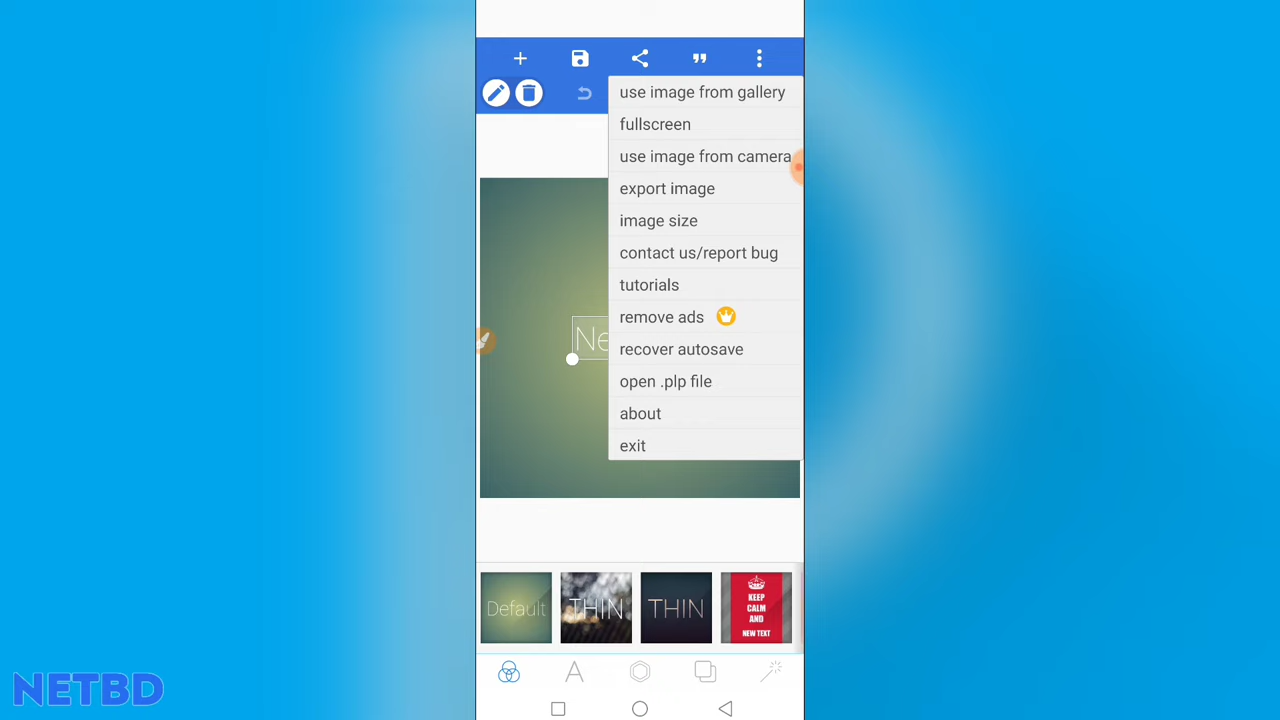 use image from gallery
fullscreen
use image from camera
export image
image size
contact us/report bug
tutorials
remove ads
recover autosave
open .plp file
about
exit
Ne
Default
THIN
THIN
KEEP
CALM
AND
NEW TEXT
A
NETBD